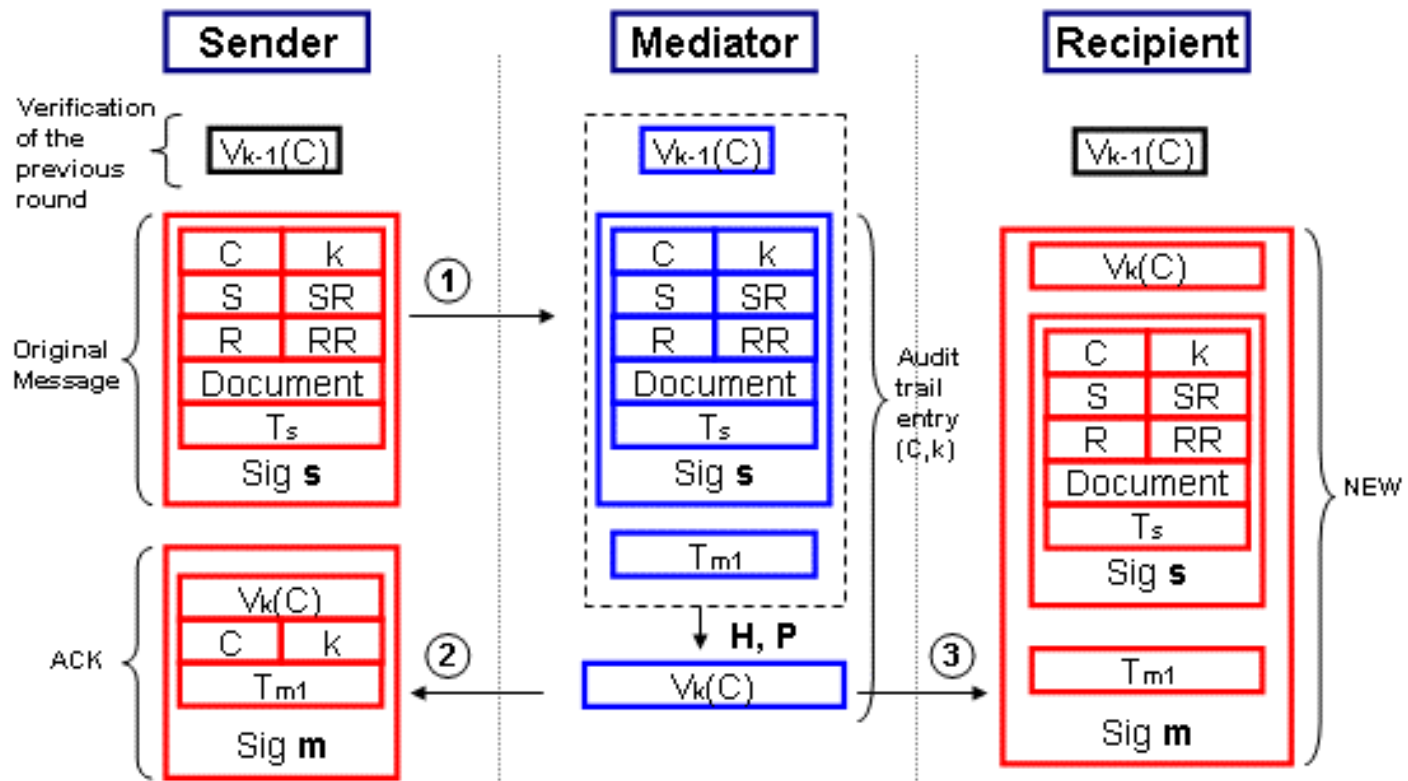 Sender
Mediator
Recipient
Verification
of the
previous
round
Vk-1(C)
Vk-1(C)
Vk-1(C)
Original
Message
C k
S SR
R RR
Document
Ts
Sig s
1
C k
S SR
R RR
Document
Ts
Sig s
Tm1
H, P
Vk(C)
Audit
trail
entry
(C,k)
Vk(C)
C k
S SR
R RR
Document
Ts
Sig s
Tm1
Sig m
NEW
ACK
Vk(C)
C k
Tm1
Sig m
2
3